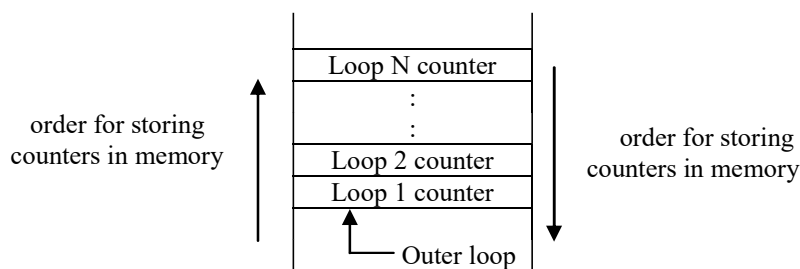 Loop N counter
:
:
order for storing
counters in memory
order for storing
counters in memory
Loop 2 counter
Loop 1 counter
Outer loop